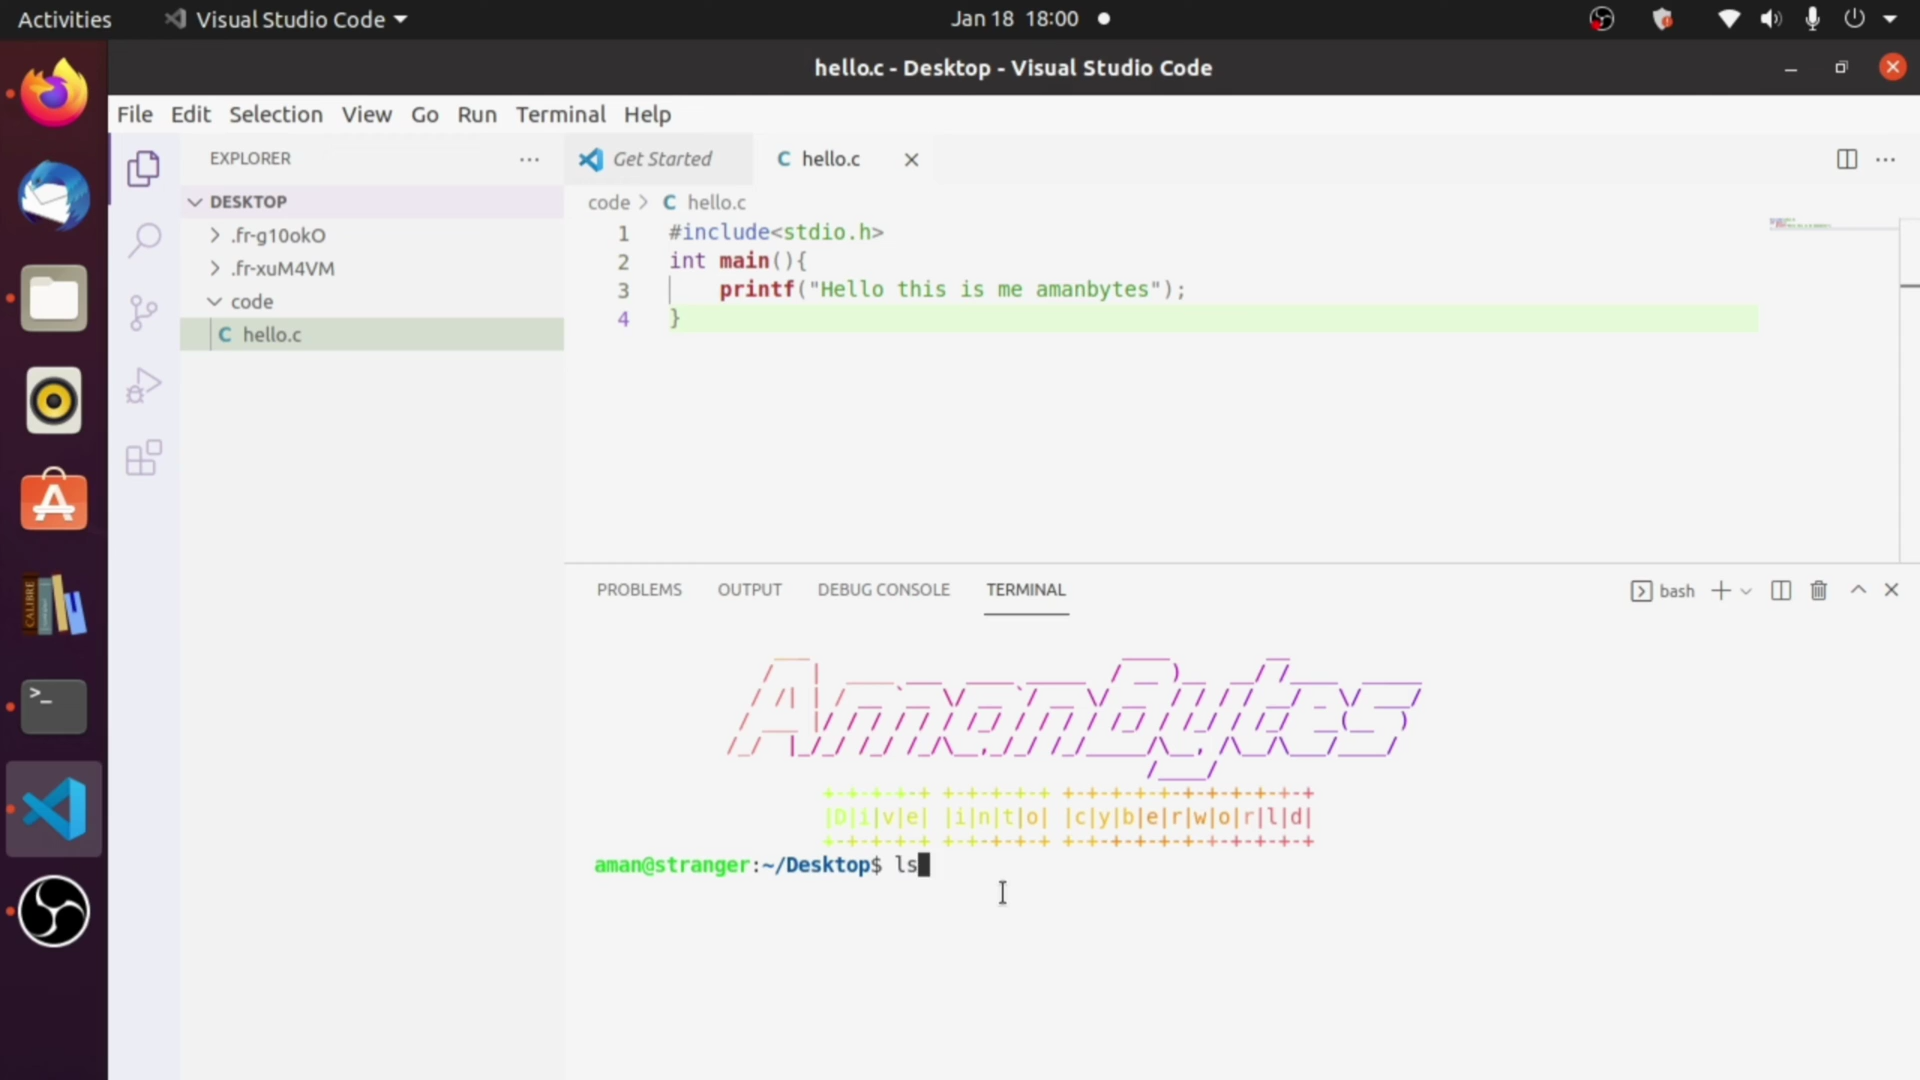 Activities
Visual Studio Code
Jan 18 18:00
hello.c - Desktop - Visual Studio Code
File Edit Selection View Go Run Terminal Help
EXPLORER
Get Started
hello.c
DESKTOP
.fr-g10okO
.fr-xuM4VM
code
C hello.c
code > C hello.c
1 #include<stdio.h>
2 int main(){
3 printf("Hello this is me amanbytes");
4 }
PROBLEMS OUTPUT DEBUG CONSOLE TERMINAL
bash
AmanBytes
|D|i|v|e| |i|n|t|o| |c|y|b|e|r|w|o|r|l|d|
aman@stranger:~/Desktop$ ls
CALIBRE